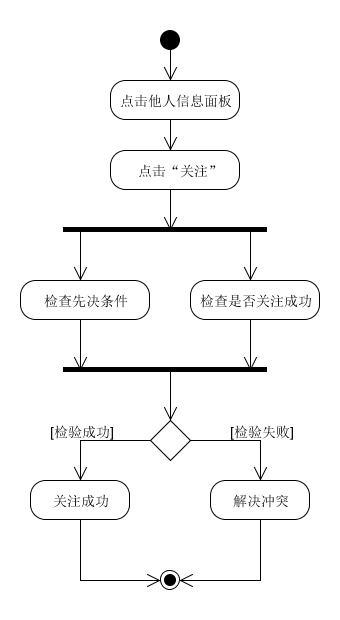 点击他人信息面板
点击“关注”
检查先决条件
检查是否关注成功
[检验成功]
[检验失败]
关注成功
解决冲突